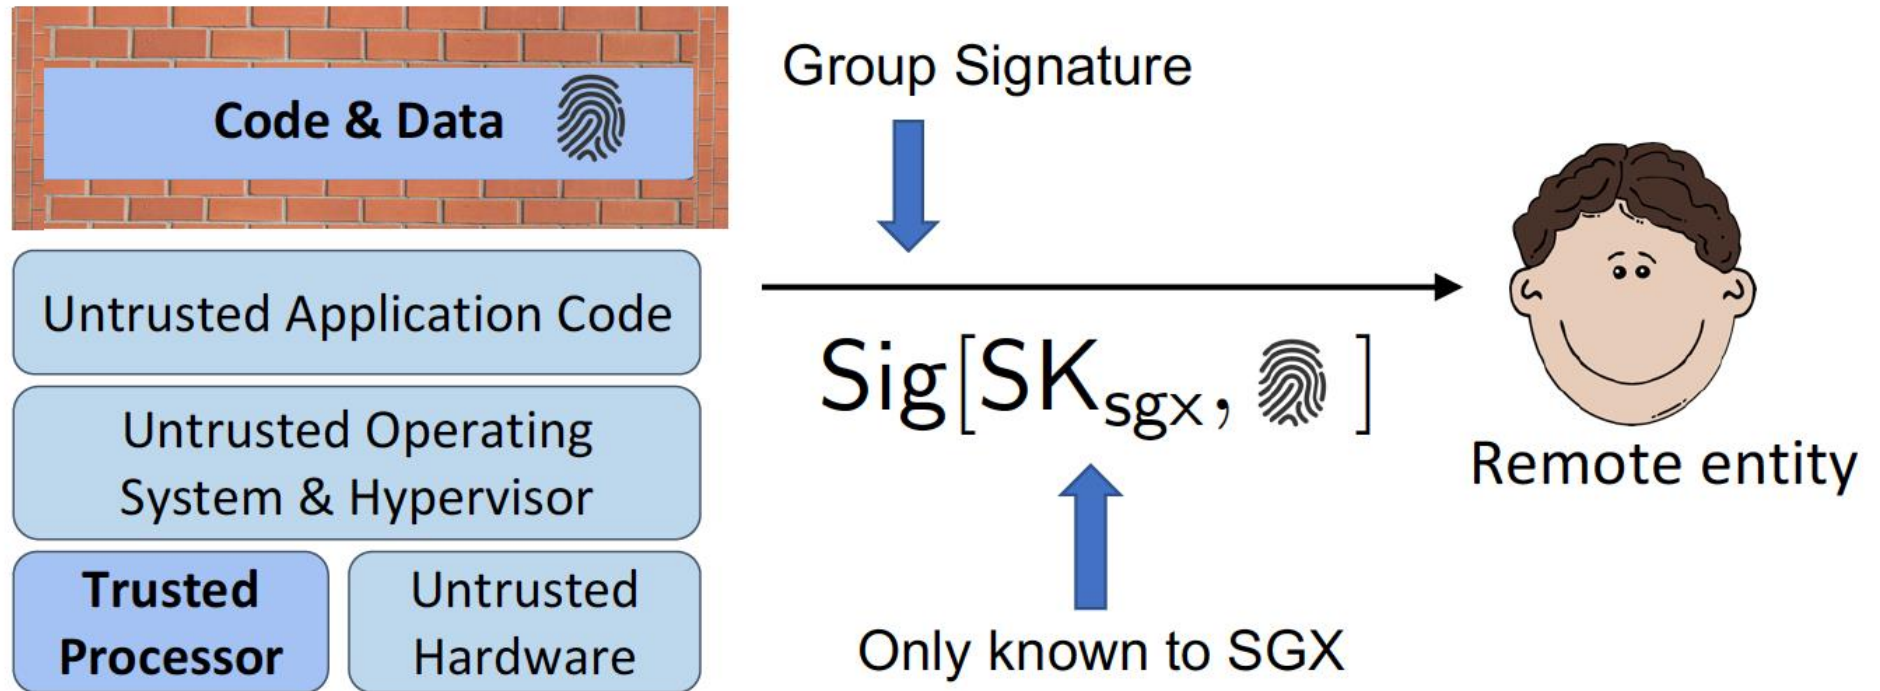 Code & Data
Untrusted Application Code
Untrusted Operating
System & Hypervisor
Trusted
Processor
Untrusted
Hardware
Group Signature
Sig[SKsgx, ]
Only known to SGX
Remote entity